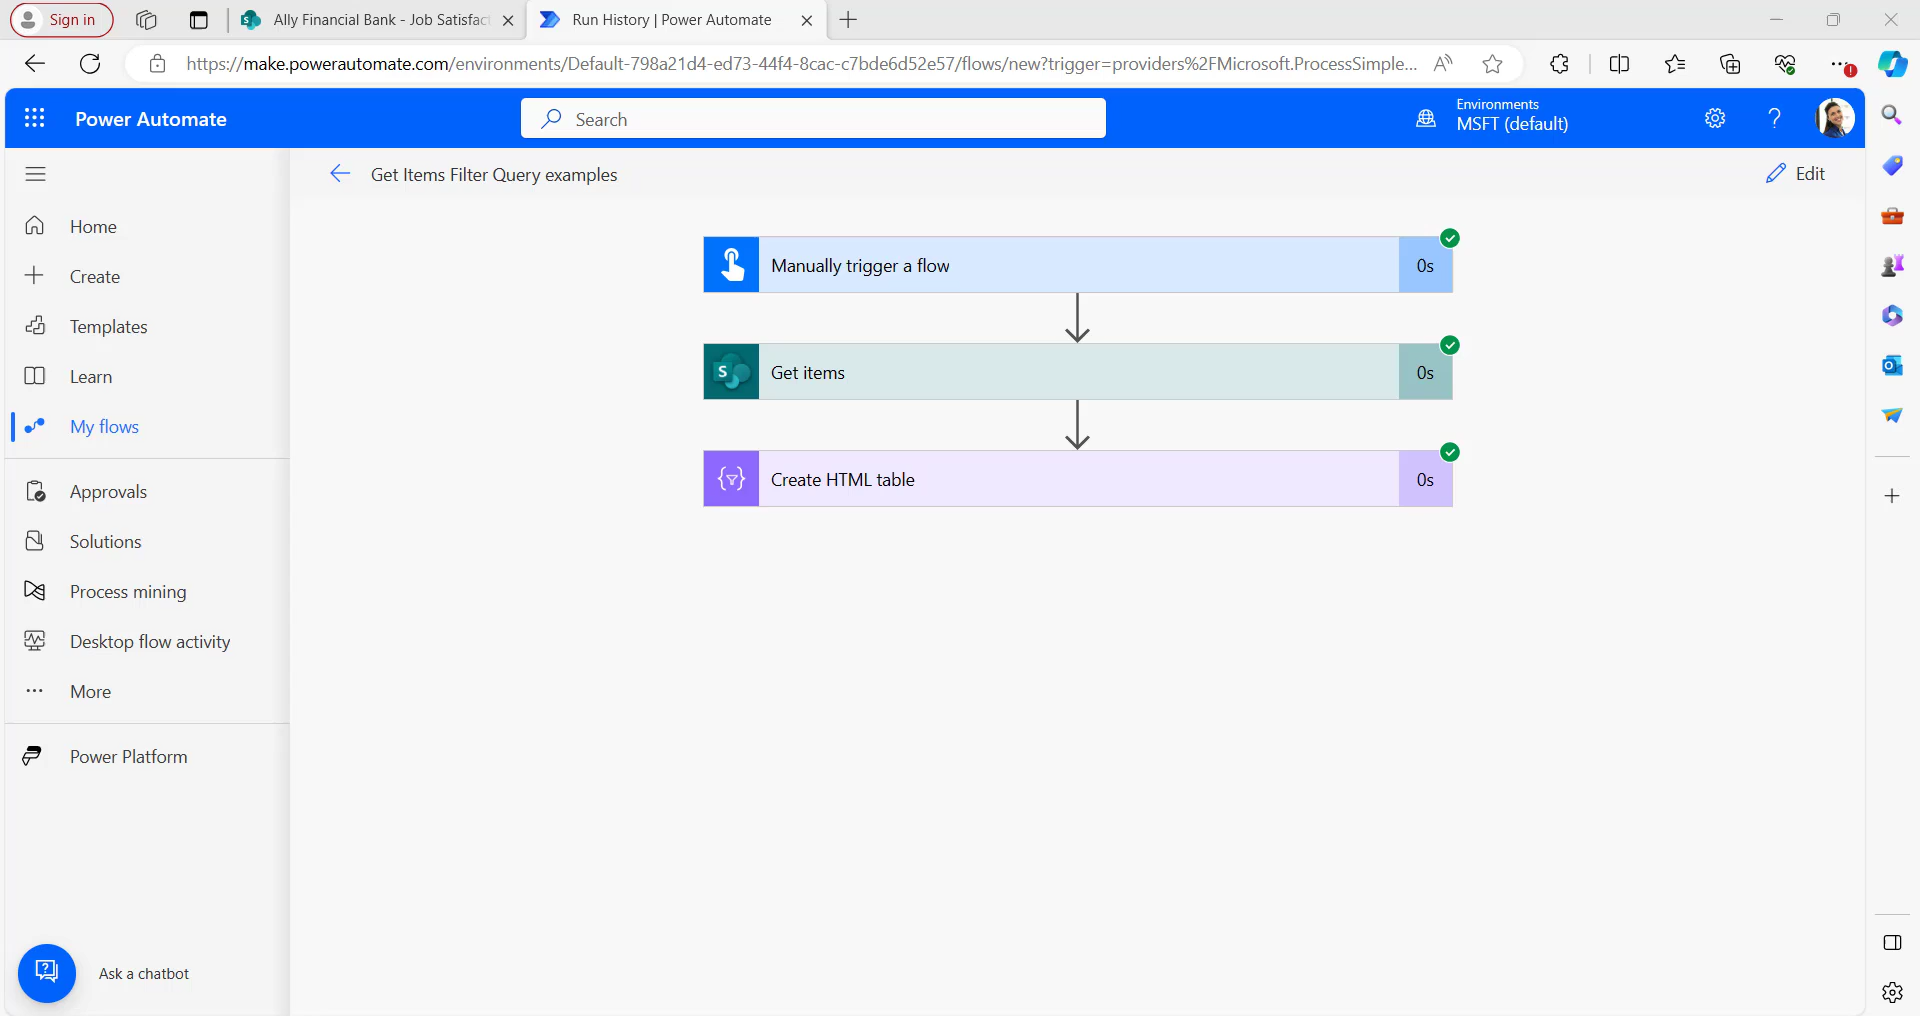 Sign in
Ally Financial Bank - Job Satisfac
Run History | Power Automate
https://make.powerautomate.com/environments/Default-798a21d4-ed73-44f4-8cac-c7bde6d52e57/flows/new?trigger=providers%2FMicrosoft.ProcessSimple...
Power Automate
Search
Environments
MSFT (default)
Get Items Filter Query examples
Edit
Home
Create
Templates
Learn
My flows
Approvals
Solutions
Process mining
Desktop flow activity
More
Power Platform
Ask a chatbot
Manually trigger a flow
0s
Get items
0s
Create HTML table
0s